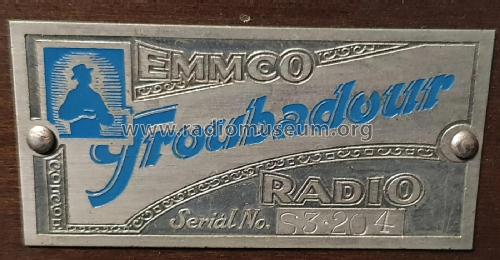 EMMCO
Troubadour
www.radiomuseum.org
RADIO
Serial No. S3·204